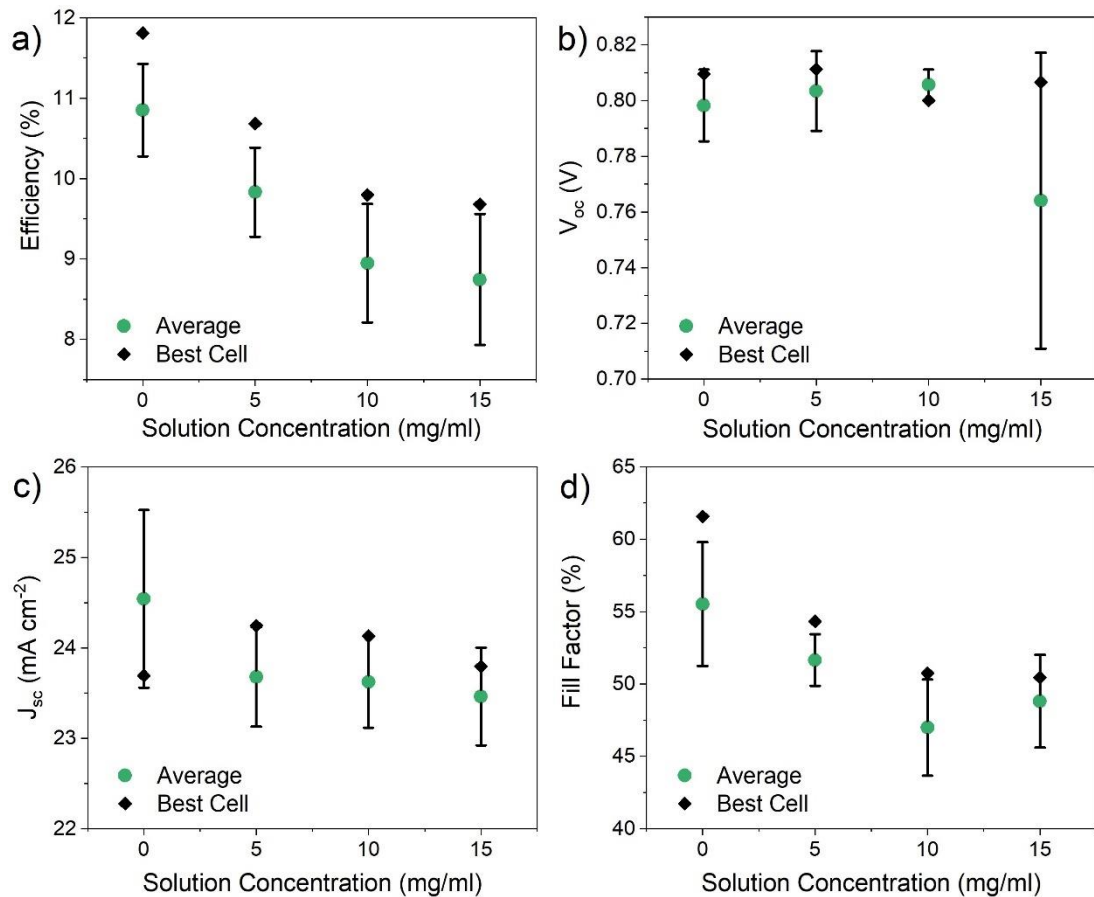 a)
Efficiency (%)
12
11
10
9
8
Average
Best Cell
0 5 10 15
Solution Concentration (mg/ml)
b)
Voc (V)
0.82
0.80
0.78
0.76
0.74
0.72
0.70
Average
Best Cell
0 5 10 15
Solution Concentration (mg/ml)
c)
Jsc (mA cm⁻²)
26
25
24
23
22
Average
Best Cell
0 5 10 15
Solution Concentration (mg/ml)
d)
Fill Factor (%)
65
60
55
50
45
40
Average
Best Cell
0 5 10 15
Solution Concentration (mg/ml)